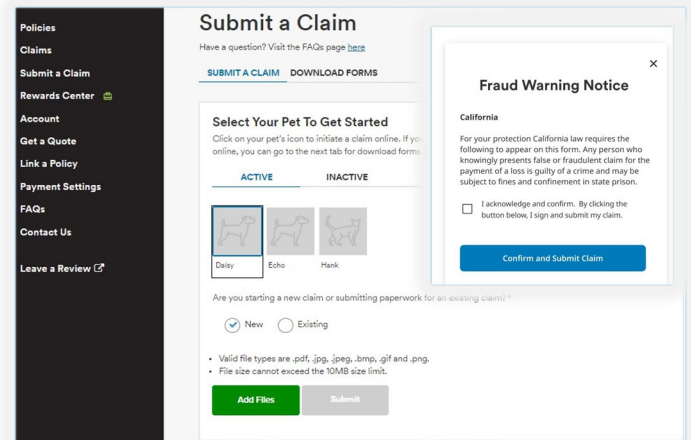 Policies
Claims
Submit a Claim
Rewards Center
Account
Get a Quote
Link a Policy
Payment Settings
FAQs
Contact Us
Leave a Review
Submit a Claim
Have a question? Visit the FAQs page here
SUBMIT A CLAIM DOWNLOAD FORMS
Select Your Pet To Get Started
Click on your pet's icon to initiate a claim online. If you
online, you can go to the next tab for download forms
ACTIVE INACTIVE
Daisy Echo Hank
Are you starting a new claim or submitting paperwork for an existing claim? *
New Existing
• Valid file types are .pdf, .jpg, .jpeg, .bmp, .gif and .png.
• File size cannot exceed the 10MB size limit.
Add Files Submit
Fraud Warning Notice
California
For your protection California law requires the
following to appear on this form. Any person who
knowingly presents false or fraudulent claim for the
payment of a loss is guilty of a crime and may be
subject to fines and confinement in state prison.
I acknowledge and confirm. By clicking the
button below, I sign and submit my claim.
Confirm and Submit Claim